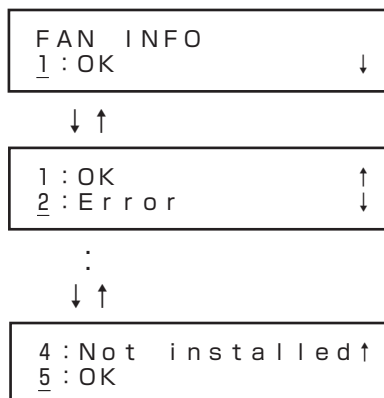 FAN INFO
1:OK ↓
↓ ↑
1:OK ↑
2:Error ↓
:
↓ ↑
4:Not installed↑
5:OK